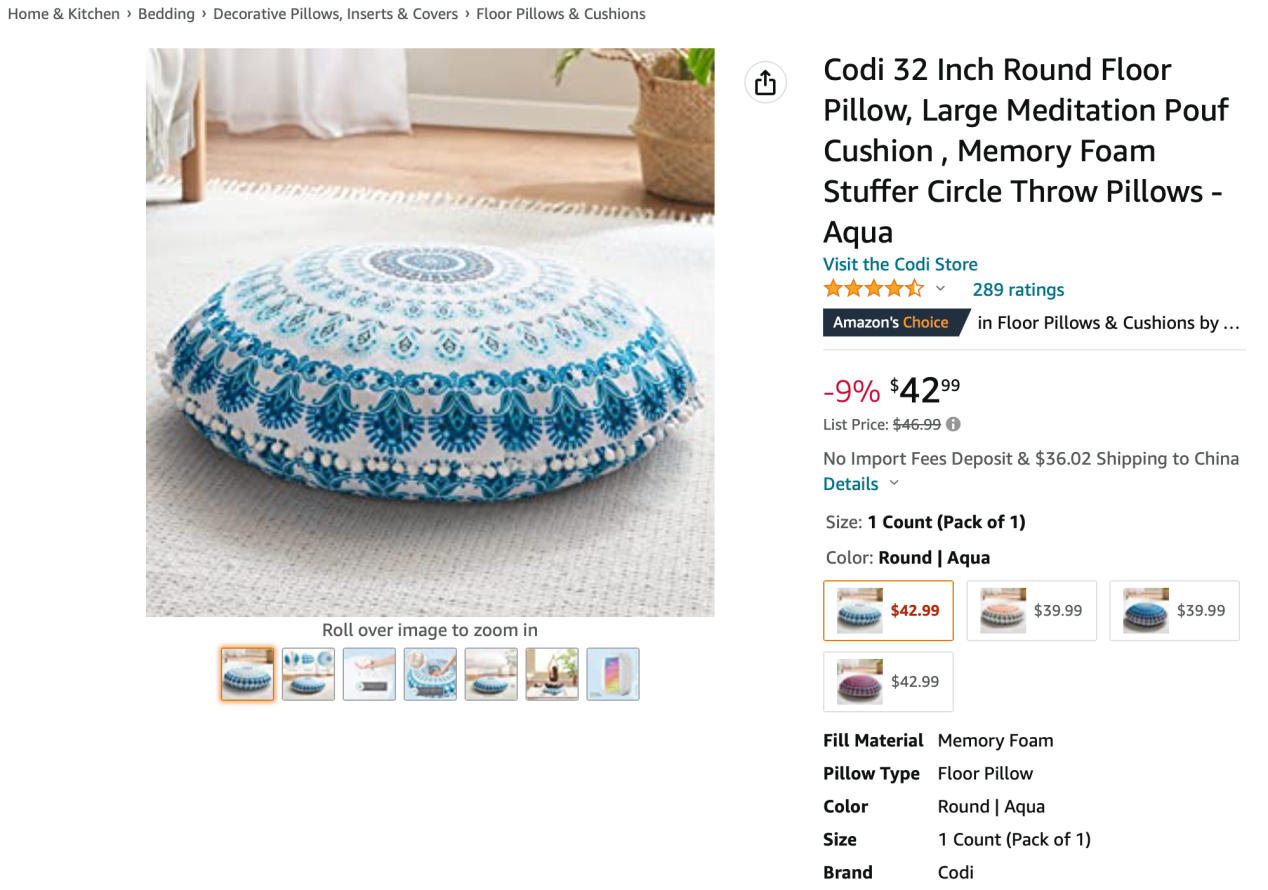 Home & Kitchen › Bedding › Decorative Pillows, Inserts & Covers › Floor Pillows & Cushions
Codi 32 Inch Round Floor
Pillow, Large Meditation Pouf
Cushion , Memory Foam
Stuffer Circle Throw Pillows -
Aqua
Visit the Codi Store
289 ratings
Amazon's Choice in Floor Pillows & Cushions by ...
-9% $42.99
List Price: $46.99
No Import Fees Deposit & $36.02 Shipping to China
Details
Size: 1 Count (Pack of 1)
Color: Round | Aqua
$42.99 $39.99 $39.99
$42.99
Roll over image to zoom in
Fill Material Memory Foam
Pillow Type Floor Pillow
Color Round | Aqua
Size 1 Count (Pack of 1)
Brand Codi